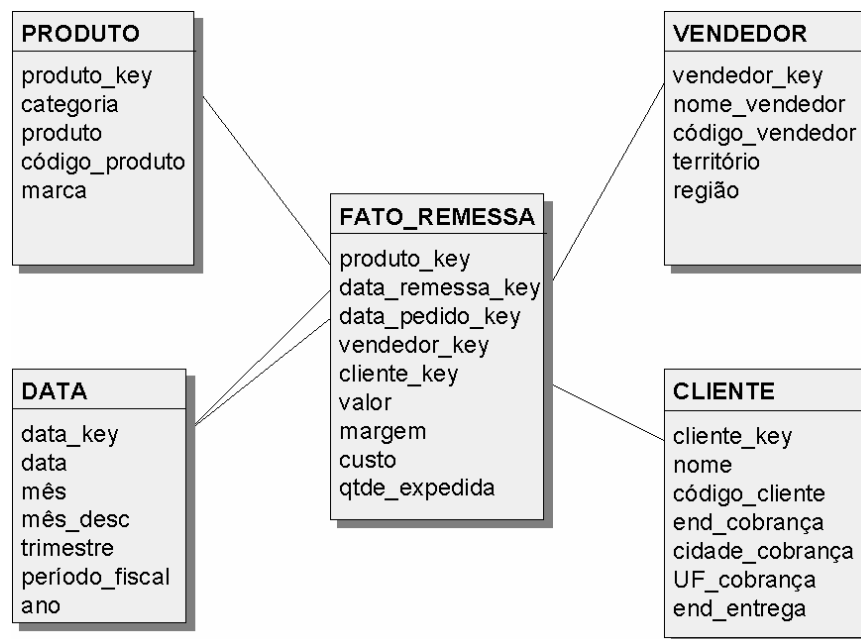 PRODUTO
produto_key
categoria
produto
código_produto
marca
VENDEDOR
vendedor_key
nome_vendedor
código_vendedor
território
região
FATO_REMESSA
produto_key
data_remessa_key
data_pedido_key
vendedor_key
cliente_key
valor
margem
custo
qtde_expedida
DATA
data_key
data
mês
mês_desc
trimestre
período_fiscal
ano
CLIENTE
cliente_key
nome
código_cliente
end_cobrança
cidade_cobrança
UF_cobrança
end_entrega